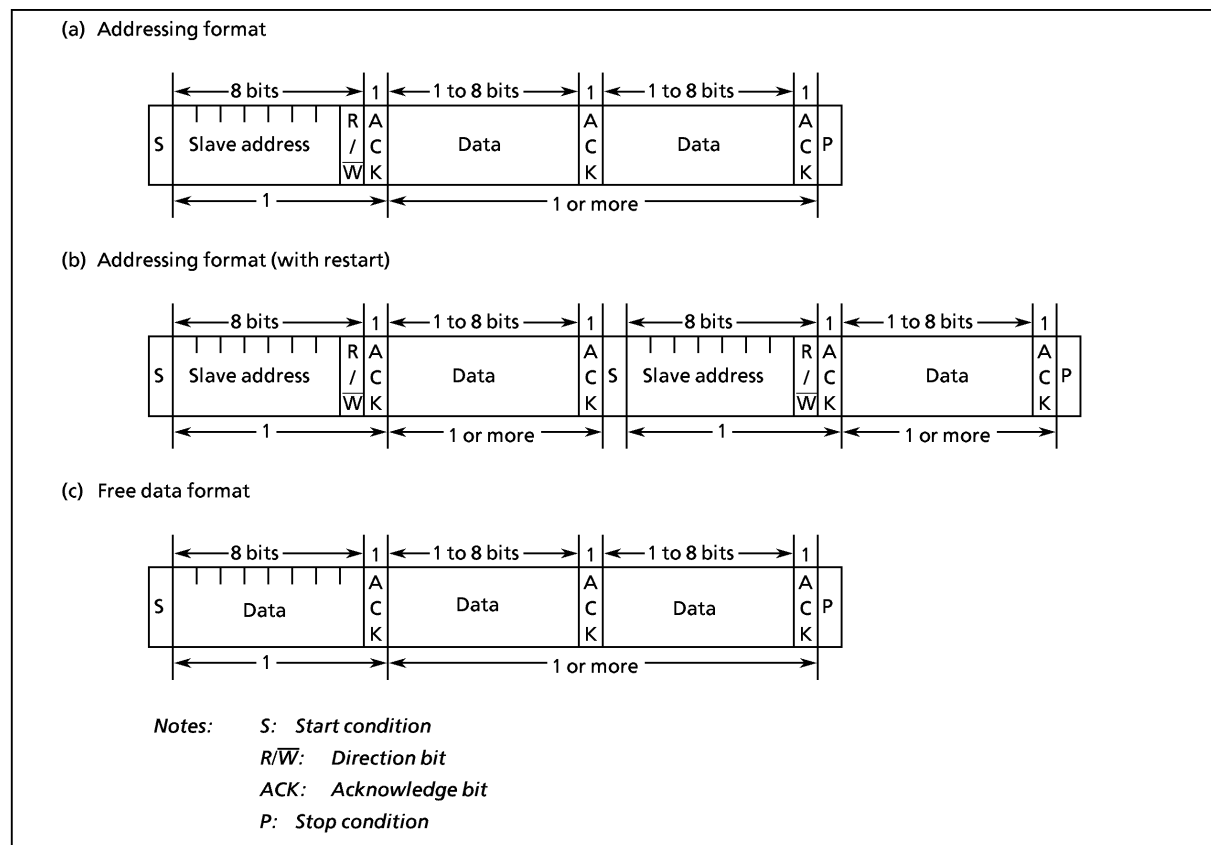 (a) Addressing format
8 bits 1 1 to 8 bits 1 1 to 8 bits 1
S Slave address R/W̅ ACK Data ACK Data ACK P
1 1 or more
(b) Addressing format (with restart)
8 bits 1 1 to 8 bits 1 8 bits 1 1 to 8 bits 1
S Slave address R/W̅ ACK Data ACK S Slave address R/W̅ ACK Data ACK P
1 1 or more 1 1 or more
(c) Free data format
8 bits 1 1 to 8 bits 1 1 to 8 bits 1
S Data ACK Data ACK Data ACK P
1 1 or more
Notes: S: Start condition
R/W̅: Direction bit
ACK: Acknowledge bit
P: Stop condition